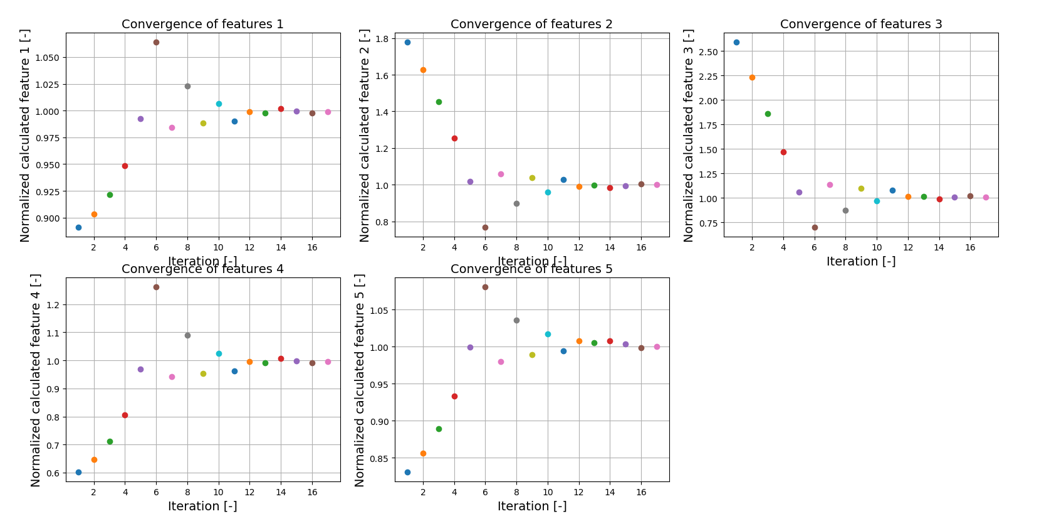 Convergence of features 1
Normalized calculated feature 1 [-]
1.050
1.025
1.000
0.975
0.950
0.925
0.900
2 4 6 8 10 12 14 16
Iteration [-]
Convergence of features 2
Normalized calculated feature 2 [-]
1.8
1.6
1.4
1.2
1.0
0.8
2 4 6 8 10 12 14 16
Iteration [-]
Convergence of features 3
Normalized calculated feature 3 [-]
2.50
2.25
2.00
1.75
1.50
1.25
1.00
0.75
2 4 6 8 10 12 14 16
Iteration [-]
Convergence of features 4
Normalized calculated feature 4 [-]
1.2
1.1
1.0
0.9
0.8
0.7
0.6
2 4 6 8 10 12 14 16
Iteration [-]
Convergence of features 5
Normalized calculated feature 5 [-]
1.05
1.00
0.95
0.90
0.85
2 4 6 8 10 12 14 16
Iteration [-]